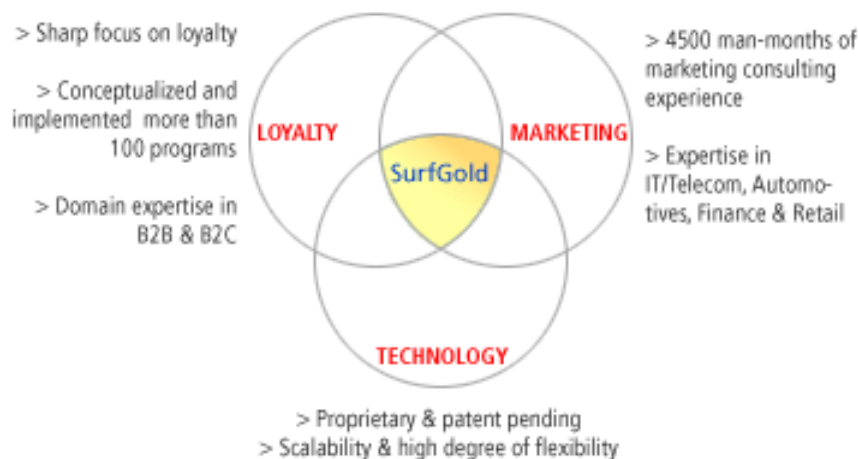 > Sharp focus on loyalty
> Conceptualized and
implemented more than
100 programs
> Domain expertise in
B2B & B2C
LOYALTY
MARKETING
SurfGold
> 4500 man-months of
marketing consulting
experience
> Expertise in
IT/Telecom, Automo-
tives, Finance & Retail
TECHNOLOGY
> Proprietary & patent pending
> Scalability & high degree of flexibility